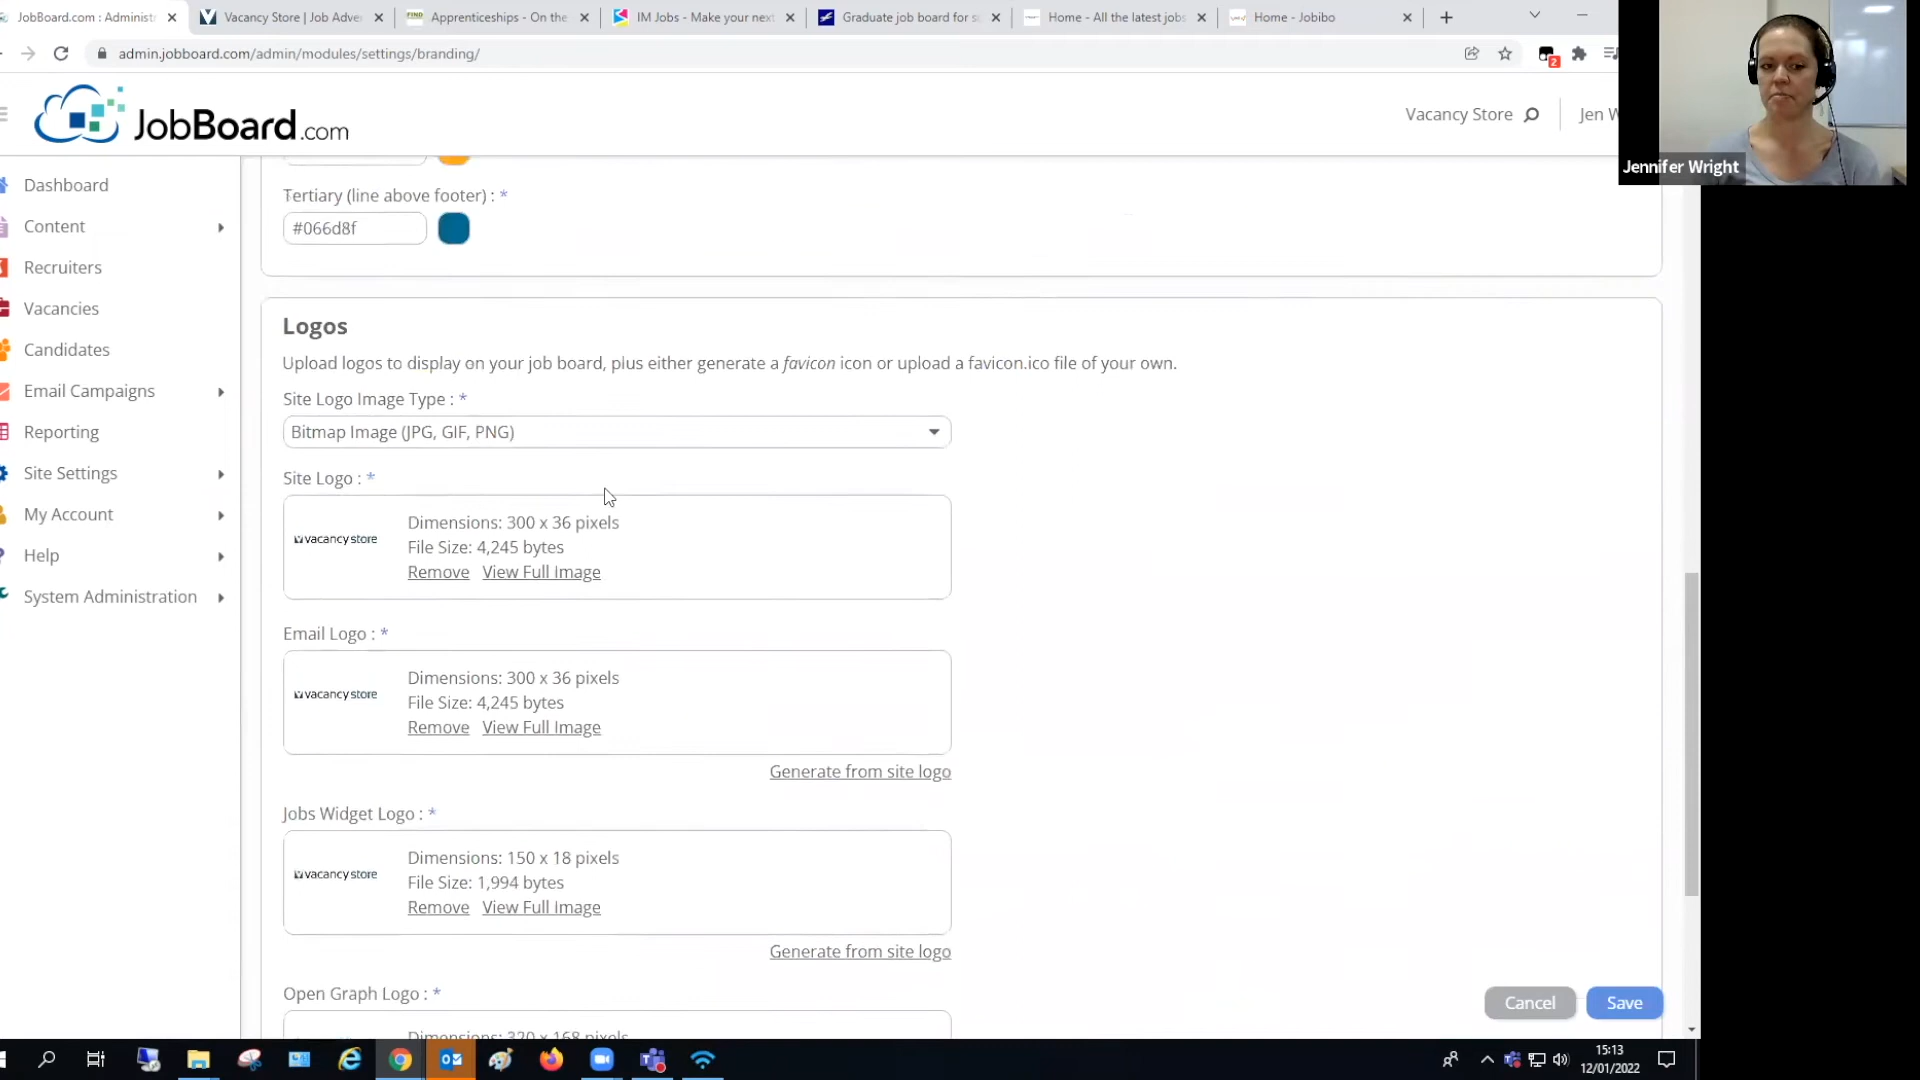 JobBoard.com : Administ
Vacancy Store | Job Adve
Apprenticeships - On the
IM Jobs - Make your next
Graduate job board for s
Home - All the latest jobs
Home - Jobibo
admin.jobboard.com/admin/modules/settings/branding/
2
JobBoard.com
Vacancy Store
Jen W
Jennifer Wright
Dashboard
Content
Recruiters
Vacancies
Candidates
Email Campaigns
Reporting
Site Settings
My Account
Help
System Administration
Tertiary (line above footer) : *
#066d8f
Logos
Upload logos to display on your job board, plus either generate a favicon icon or upload a favicon.ico file of your own.
Site Logo Image Type : *
Bitmap Image (JPG, GIF, PNG)
Site Logo : *
vacancy store
Dimensions: 300 x 36 pixels
File Size: 4,245 bytes
Remove View Full Image
Email Logo : *
vacancy store
Dimensions: 300 x 36 pixels
File Size: 4,245 bytes
Remove View Full Image
Generate from site logo
Jobs Widget Logo : *
vacancy store
Dimensions: 150 x 18 pixels
File Size: 1,994 bytes
Remove View Full Image
Generate from site logo
Open Graph Logo : *
Dimensions: 320 x 168 pixels
Cancel
Save
15:13
12/01/2022